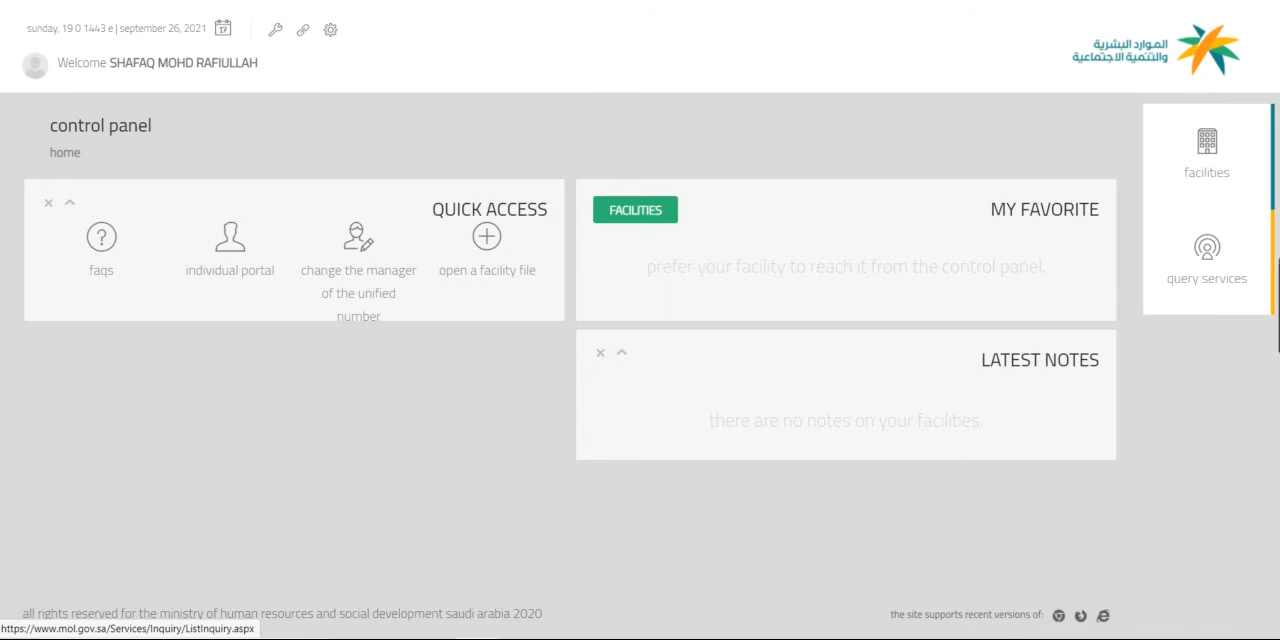 sunday, 19 0 1443 e | september 26, 2021
17
Welcome SHAFAQ MOHD RAFIULLAH
الموارد البشرية
والتنمية الاجتماعية
control panel
home
facilities
query services
QUICK ACCESS
faqs
individual portal
change the manager
of the unified
number
open a facility file
FACILITIES
MY FAVORITE
prefer your facility to reach it from the control panel.
LATEST NOTES
there are no notes on your facilities.
all rights reserved for the ministry of human resources and social development saudi arabia 2020
the site supports recent versions of:
https://www.mol.gov.sa/Services/Inquiry/ListInquiry.aspx